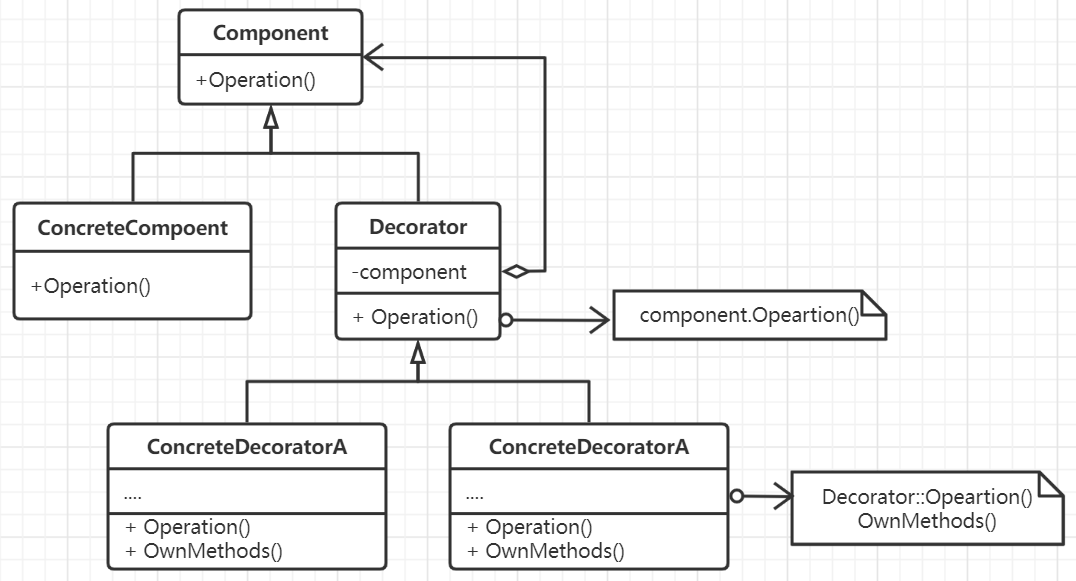 Component
+Operation()
ConcreteCompoent
+Operation()
Decorator
-component
+ Operation()
component.Opeartion()
ConcreteDecoratorA
....
+ Operation()
+ OwnMethods()
ConcreteDecoratorA
....
+ Operation()
+ OwnMethods()
Decorator::Opeartion()
OwnMethods()